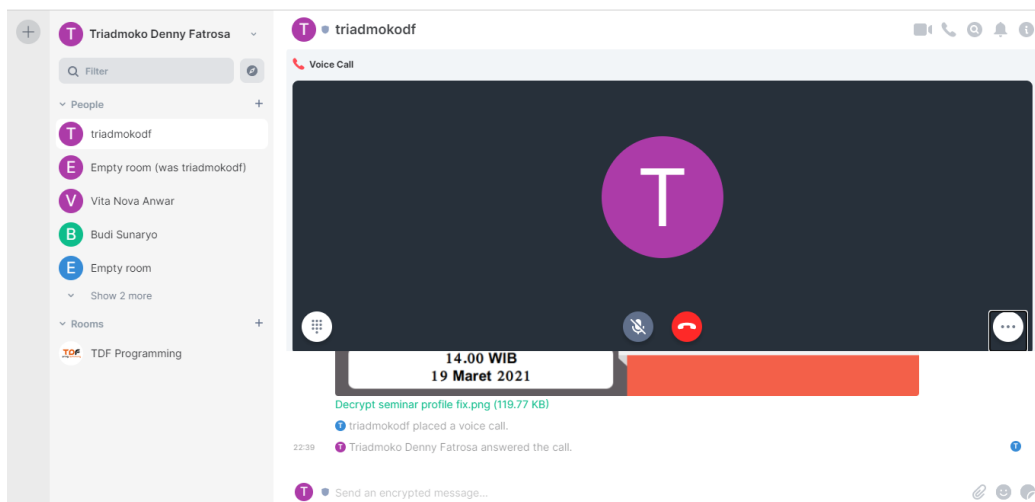 T Triadmoko Denny Fatrosa
Filter
People
T triadmokodf
E Empty room (was triadmokodf)
V Vita Nova Anwar
B Budi Sunaryo
E Empty room
Show 2 more
Rooms
TDF TDF Programming
T triadmokodf
Voice Call
T
14.00 WIB
19 Maret 2021
Decrypt seminar profile fix.png (119.77 KB)
T triadmokodf placed a voice call.
22:39 T Triadmoko Denny Fatrosa answered the call. T
T Send an encrypted message...